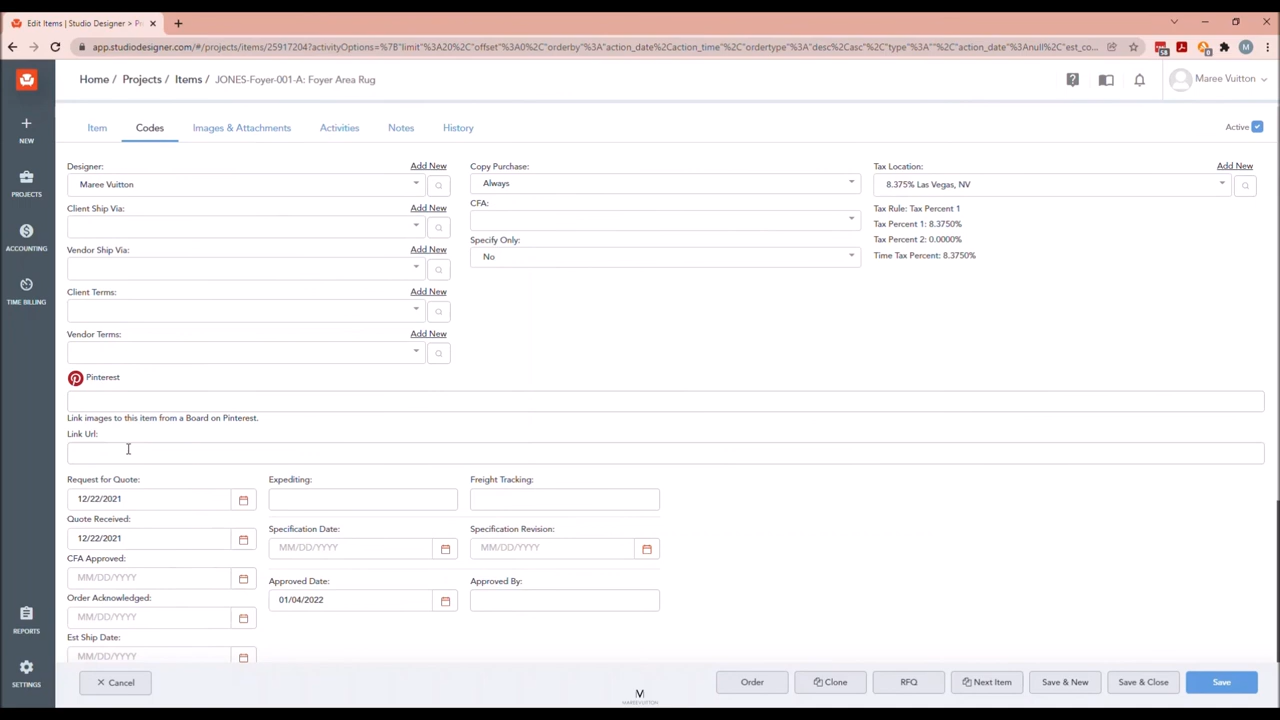 Edit Items | Studio Designer > Pr
app.studiodesigner.com/#/projects/items/25917204?activityOptions=%7B"limit"%3A20%2C"offset"%3A0%2C"orderby"%3A"action_date%2Caction_time"%2C"ordertype"%3A"desc%2Casc"%2C"type"%3A""%2C"action_date"%3Anull%2C"est_co...
58
0
M
Home / Projects / Items / JONES-Foyer-001-A: Foyer Area Rug
Maree Vuitton
NEW
PROJECTS
ACCOUNTING
TIME BILLING
REPORTS
SETTINGS
Item Codes Images & Attachments Activities Notes History
Active
Designer: Add New
Maree Vuitton
Client Ship Via: Add New
Vendor Ship Via: Add New
Client Terms: Add New
Vendor Terms: Add New
Copy Purchase:
Always
CFA:
Specify Only:
No
Tax Location: Add New
8.375% Las Vegas, NV
Tax Rule: Tax Percent 1
Tax Percent 1: 8.3750%
Tax Percent 2: 0.0000%
Time Tax Percent: 8.3750%
Pinterest
Link images to this item from a Board on Pinterest.
Link Url:
Request for Quote:
12/22/2021
Quote Received:
12/22/2021
CFA Approved:
MM/DD/YYYY
Order Acknowledged:
MM/DD/YYYY
Est Ship Date:
MM/DD/YYYY
Expediting:
Specification Date:
MM/DD/YYYY
Approved Date:
01/04/2022
Freight Tracking:
Specification Revision:
MM/DD/YYYY
Approved By:
Cancel
Order
Clone
RFQ
Next Item
Save & New
Save & Close
Save
M
MAREEVUITTON